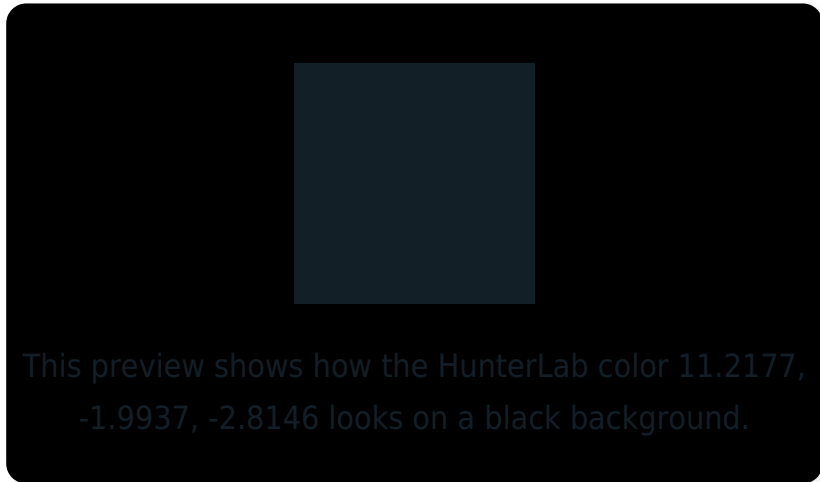 This preview shows how the HunterLab color 11.2177,
-1.9937, -2.8146 looks on a black background.